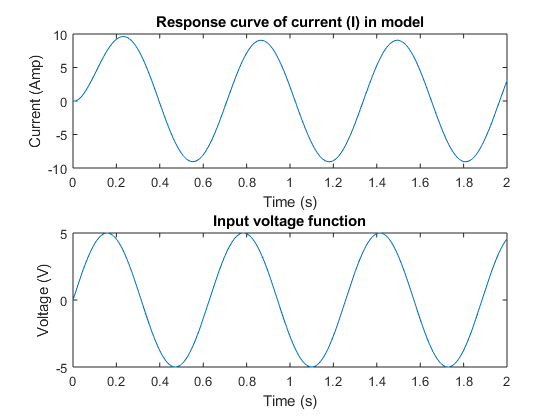 Response curve of current (I) in model
10
5
0
-5
-10
Current (Amp)
0 0.2 0.4 0.6 0.8 1 1.2 1.4 1.6 1.8 2
Time (s)
Input voltage function
5
0
-5
Voltage (V)
0 0.2 0.4 0.6 0.8 1 1.2 1.4 1.6 1.8 2
Time (s)